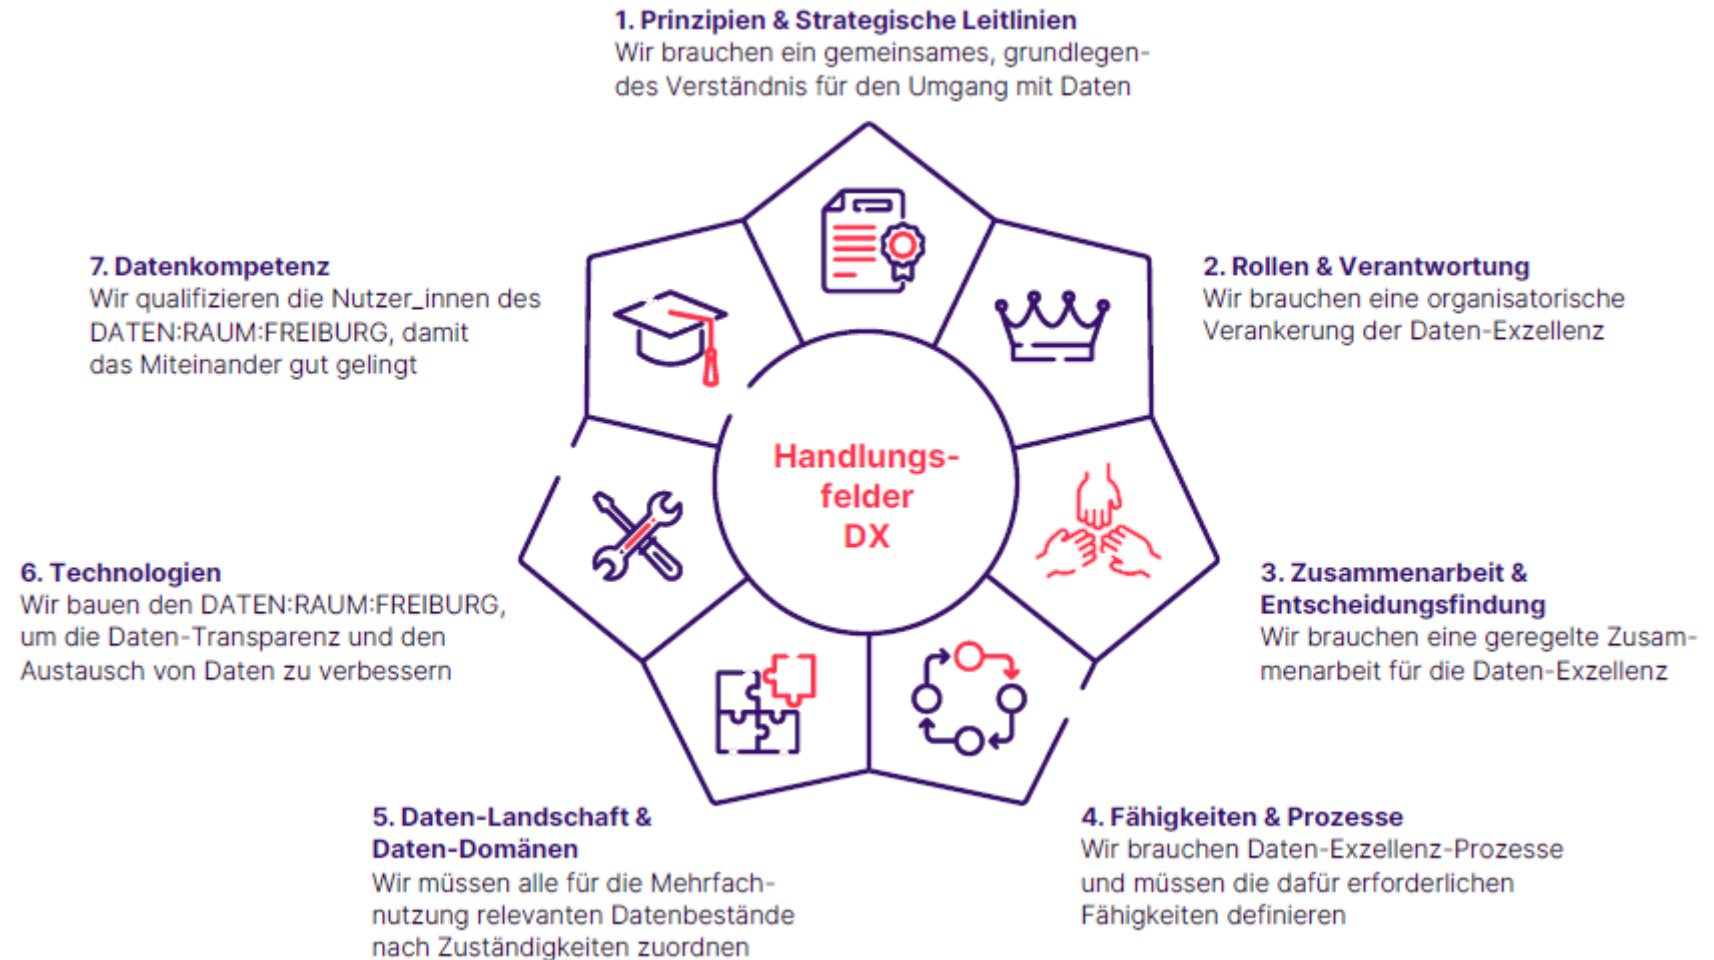 1. Prinzipien & Strategische Leitlinien
Wir brauchen ein gemeinsames, grundlegen-
des Verständnis für den Umgang mit Daten
2. Rollen & Verantwortung
Wir brauchen eine organisatorische
Verankerung der Daten-Exzellenz
3. Zusammenarbeit &
Entscheidungsfindung
Wir brauchen eine geregelte Zusam-
menarbeit für die Daten-Exzellenz
4. Fähigkeiten & Prozesse
Wir brauchen Daten-Exzellenz-Prozesse
und müssen die dafür erforderlichen
Fähigkeiten definieren
5. Daten-Landschaft &
Daten-Domänen
Wir müssen alle für die Mehrfach-
nutzung relevanten Datenbestände
nach Zuständigkeiten zuordnen
6. Technologien
Wir bauen den DATEN:RAUM:FREIBURG,
um die Daten-Transparenz und den
Austausch von Daten zu verbessern
7. Datenkompetenz
Wir qualifizieren die Nutzer_innen des
DATEN:RAUM:FREIBURG, damit
das Miteinander gut gelingt
Handlungs-
felder
DX